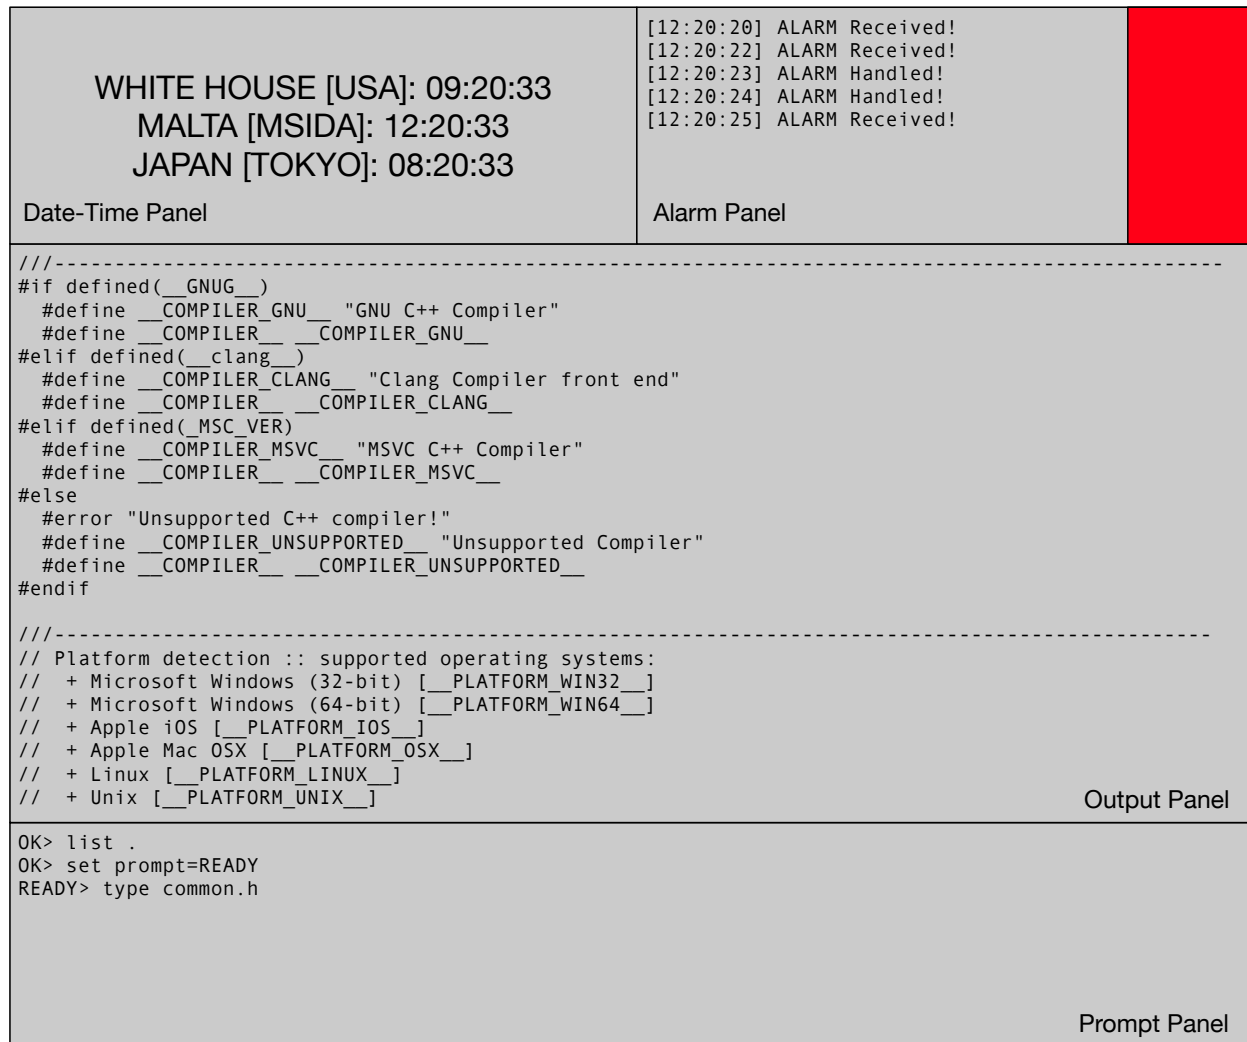 WHITE HOUSE [USA]: 09:20:33
MALTA [MSIDA]: 12:20:33
JAPAN [TOKYO]: 08:20:33
Date-Time Panel
[12:20:20] ALARM Received!
[12:20:22] ALARM Received!
[12:20:23] ALARM Handled!
[12:20:24] ALARM Handled!
[12:20:25] ALARM Received!
Alarm Panel
///-------------------------------------------------------------------------------------------------
#if defined(__GNUG__)
  #define __COMPILER_GNU__ "GNU C++ Compiler"
  #define __COMPILER__ __COMPILER_GNU__
#elif defined(__clang__)
  #define __COMPILER_CLANG__ "Clang Compiler front end"
  #define __COMPILER__ __COMPILER_CLANG__
#elif defined(_MSC_VER)
  #define __COMPILER_MSVC__ "MSVC C++ Compiler"
  #define __COMPILER__ __COMPILER_MSVC__
#else
  #error "Unsupported C++ compiler!"
  #define __COMPILER_UNSUPPORTED__ "Unsupported Compiler"
  #define __COMPILER__ __COMPILER_UNSUPPORTED__
#endif
///------------------------------------------------------------------------------------------------
// Platform detection :: supported operating systems:
//  + Microsoft Windows (32-bit) [__PLATFORM_WIN32__]
//  + Microsoft Windows (64-bit) [__PLATFORM_WIN64__]
//  + Apple iOS [__PLATFORM_IOS__]
//  + Apple Mac OSX [__PLATFORM_OSX__]
//  + Linux [__PLATFORM_LINUX__]
//  + Unix [__PLATFORM_UNIX__]
Output Panel
OK> list .
OK> set prompt=READY
READY> type common.h
Prompt Panel